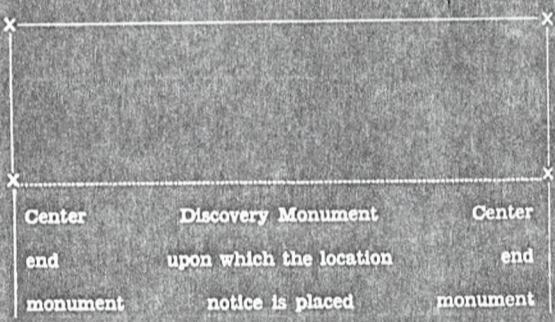 X X
X X
Center Discovery Monument Center
end upon which the location end
monument notice is placed monument